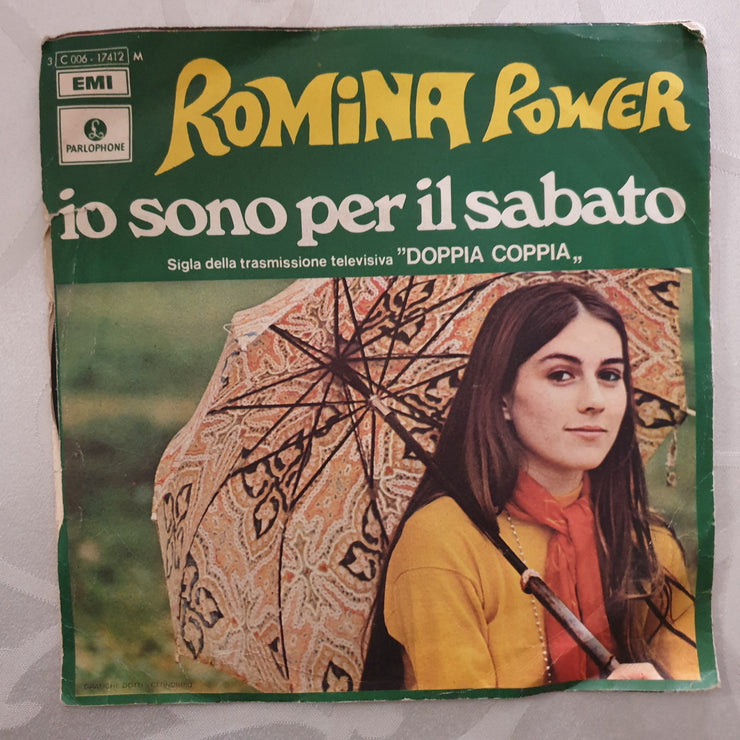 3 C 006 - 17412 M
EMI
PARLOPHONE
ROMINA POWER
io sono per il sabato
Sigla della trasmissione televisiva ”DOPPIA COPPIA„